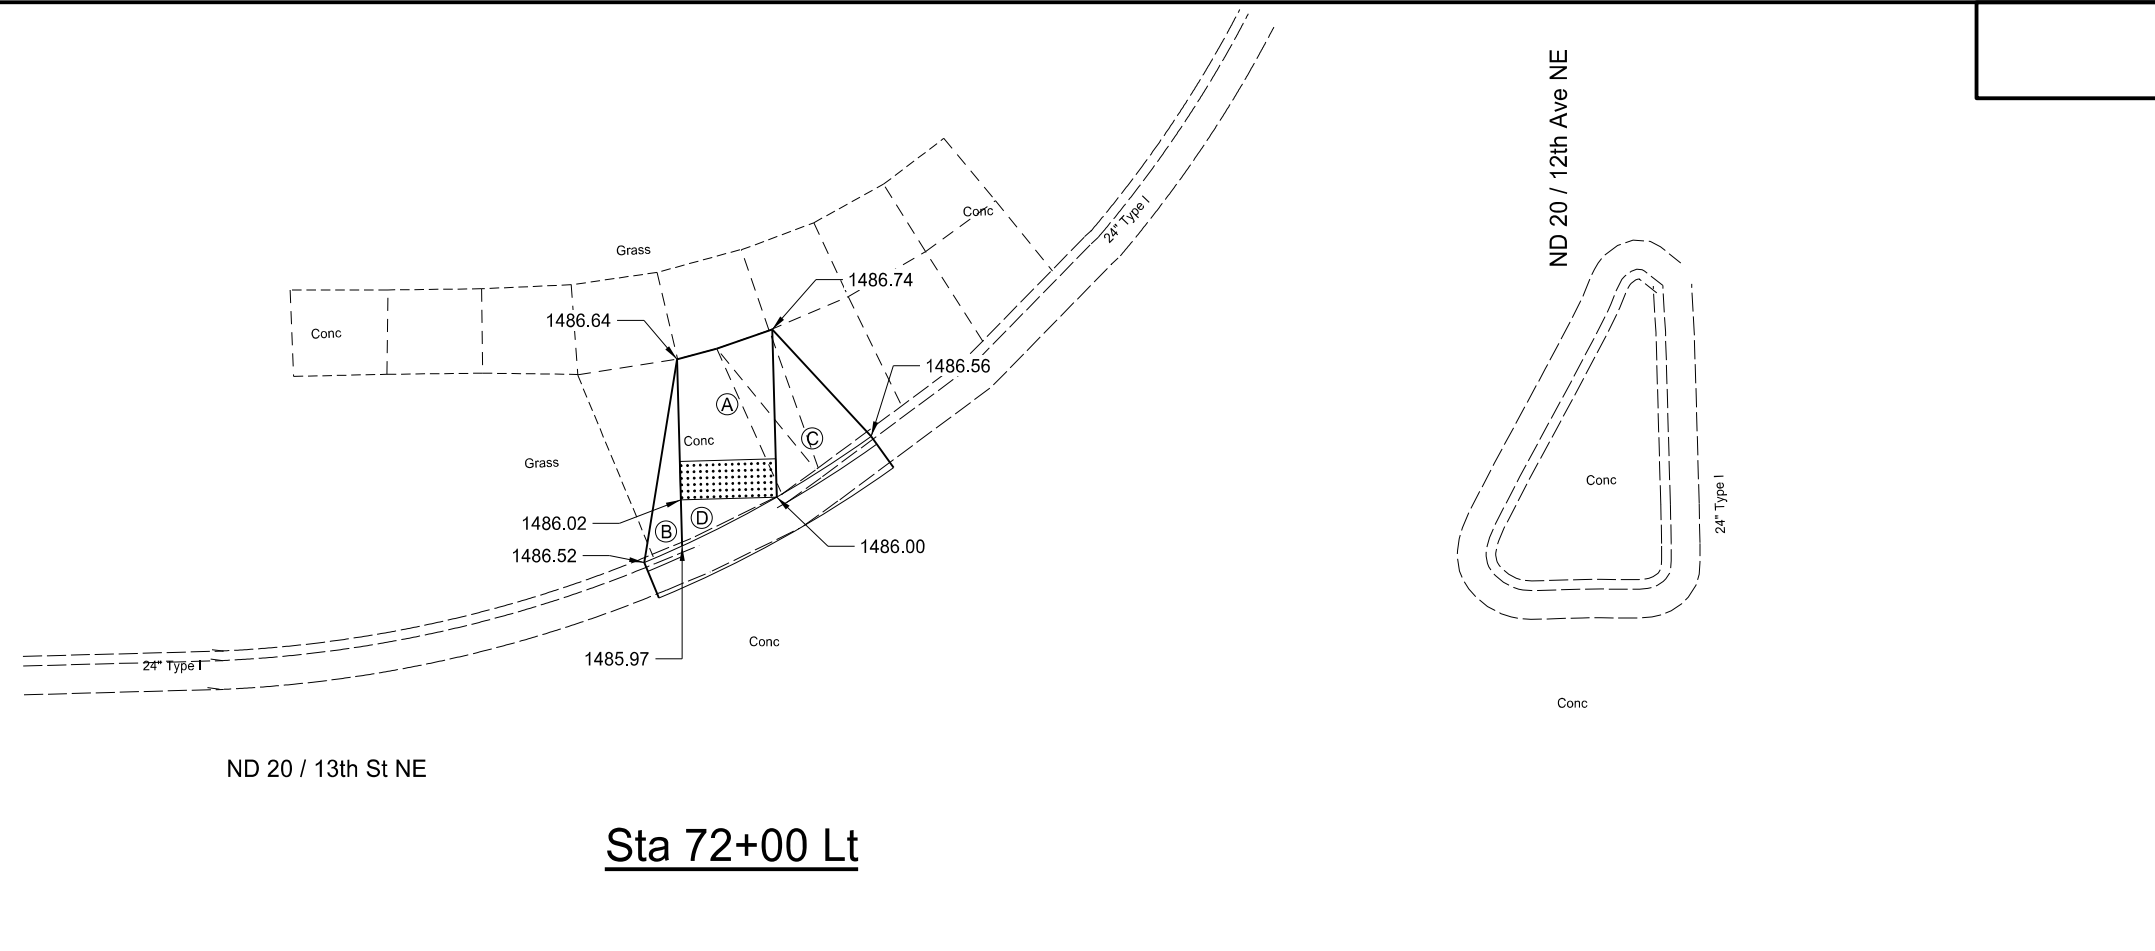 ND 20 / 12th Ave NE
Conc
24" Type I
Grass
1486.74
1486.64
Conc
1486.56
A
C
Conc
Grass
Conc
24" Type I
1486.02
D
B
1486.52
1486.00
Conc
1485.97
24" Type I
Conc
ND 20 / 13th St NE
Sta 72+00 Lt